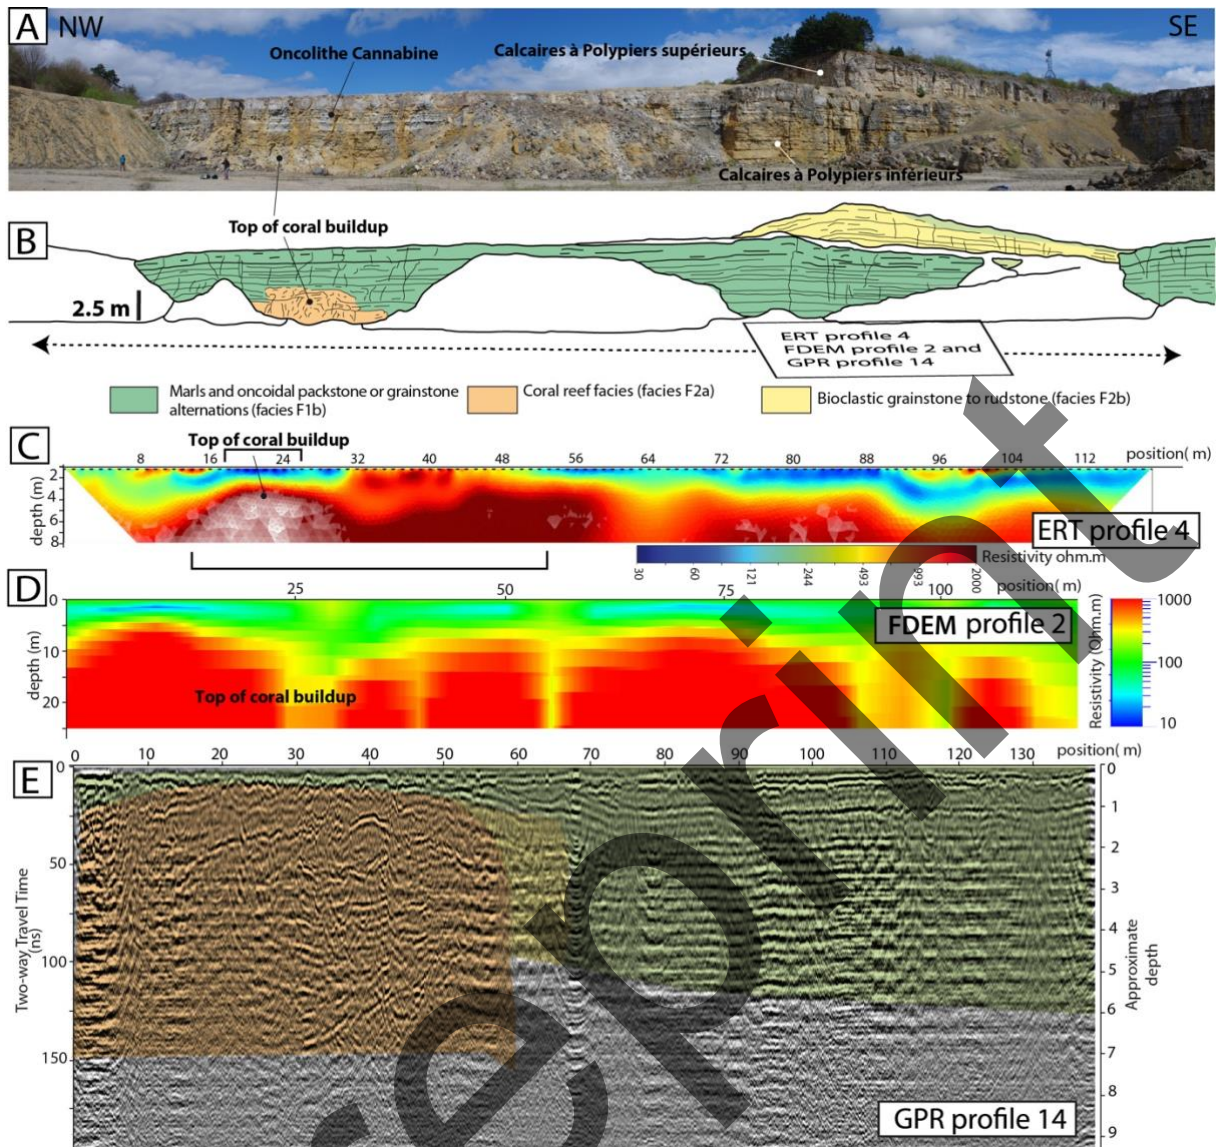 A NW
SE
Oncolithe Cannabine
Calcaires à Polypiers supérieurs
Calcaires à Polypiers inférieurs
Top of coral buildup
B
2.5 m
ERT profile 4
FDEM profile 2 and
GPR profile 14
Marls and oncoidal packstone or grainstone
alternations (facies F1b)
Coral reef facies (facies F2a)
Bioclastic grainstone to rudstone (facies F2b)
C
Top of coral buildup
8 16 24 32 40 48 56 64 72 80 88 96 104 112 position( m)
depth (m)
2
4
6
8
ERT profile 4
Resistivity ohm.m
30 60 121 244 493 993 2000
D
25 50 75 100 position( m)
depth (m)
0
10
20
FDEM profile 2
Top of coral buildup
Resistivity (Ohm.m)
1000
100
10
0 10 20 30 40 50 60 70 80 90 100 110 120 130 position( m)
E
Two-way Travel Time
(ns)
0
50
100
150
Approximate
depth
0
1
2
3
4
5
6
7
8
9
GPR profile 14
eprint